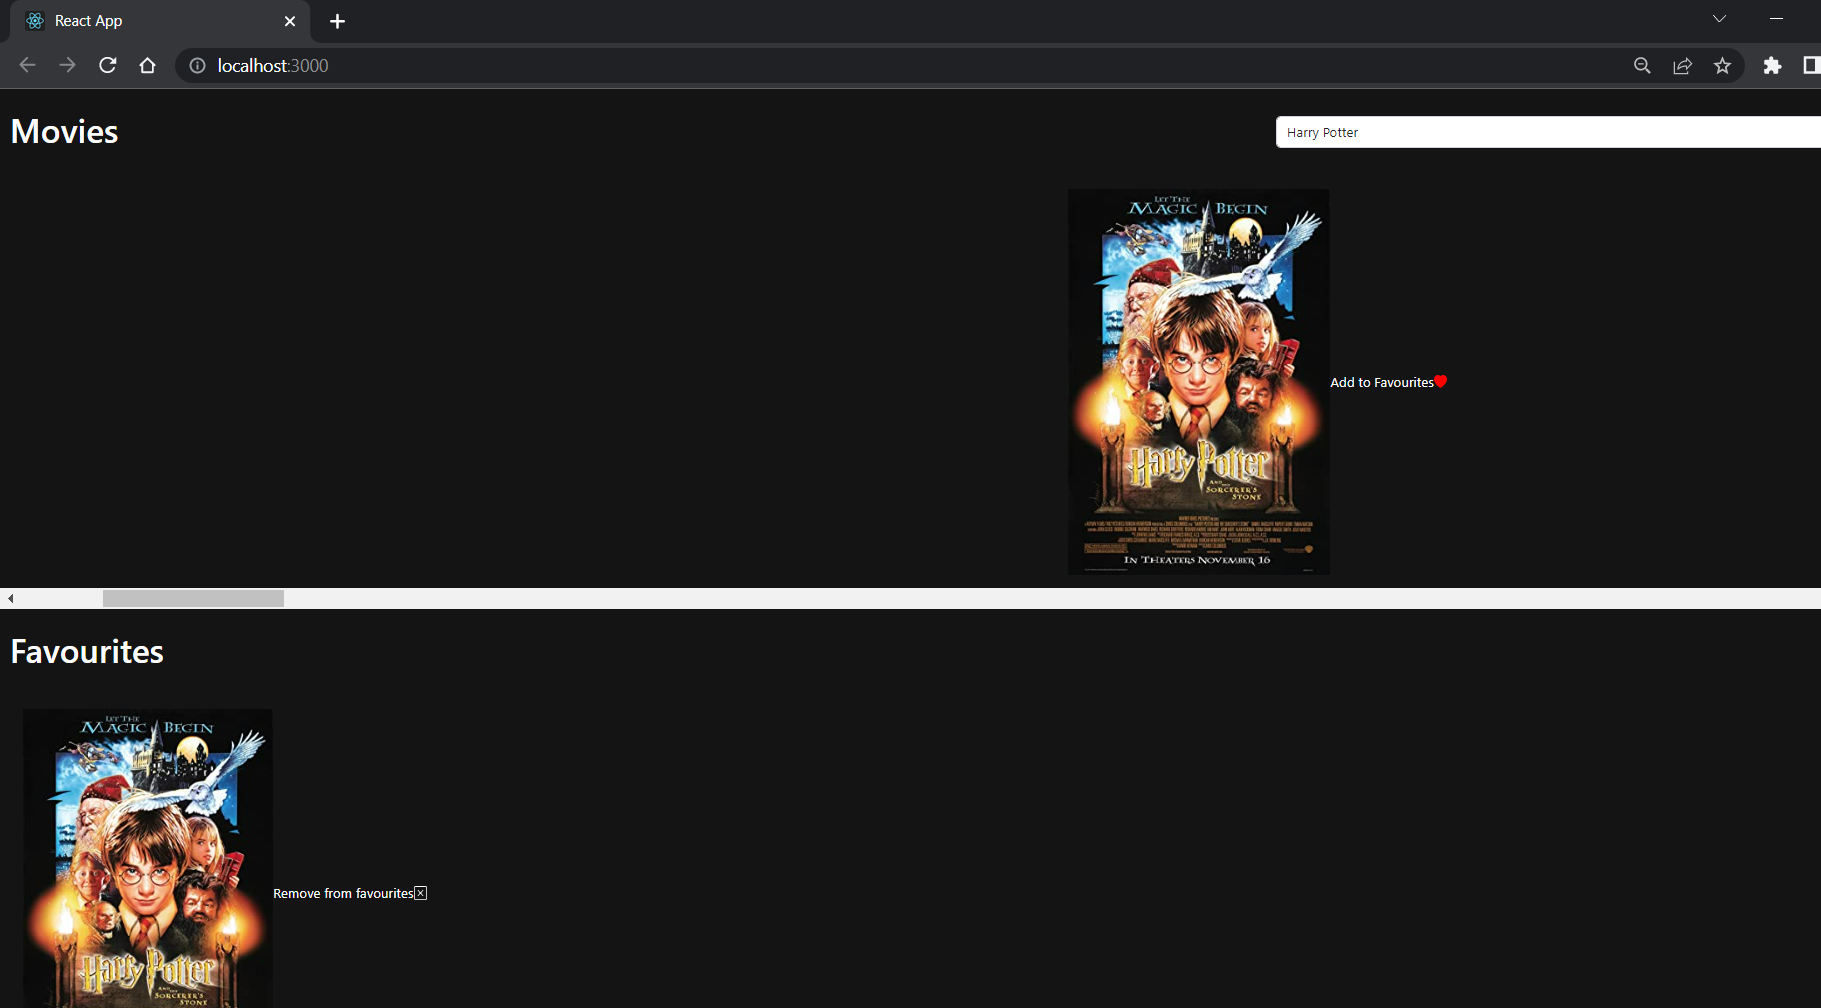 React App
localhost:3000
Movies
Harry Potter
LET THE
MAGIC BEGIN
Harry Potter
AND THE
SORCERER'S
STONE
IN THEATERS NOVEMBER 16
Add to Favourites
Favourites
LET THE
MAGIC BEGIN
Harry Potter
AND THE
SORCERER'S
STONE
Remove from favourites